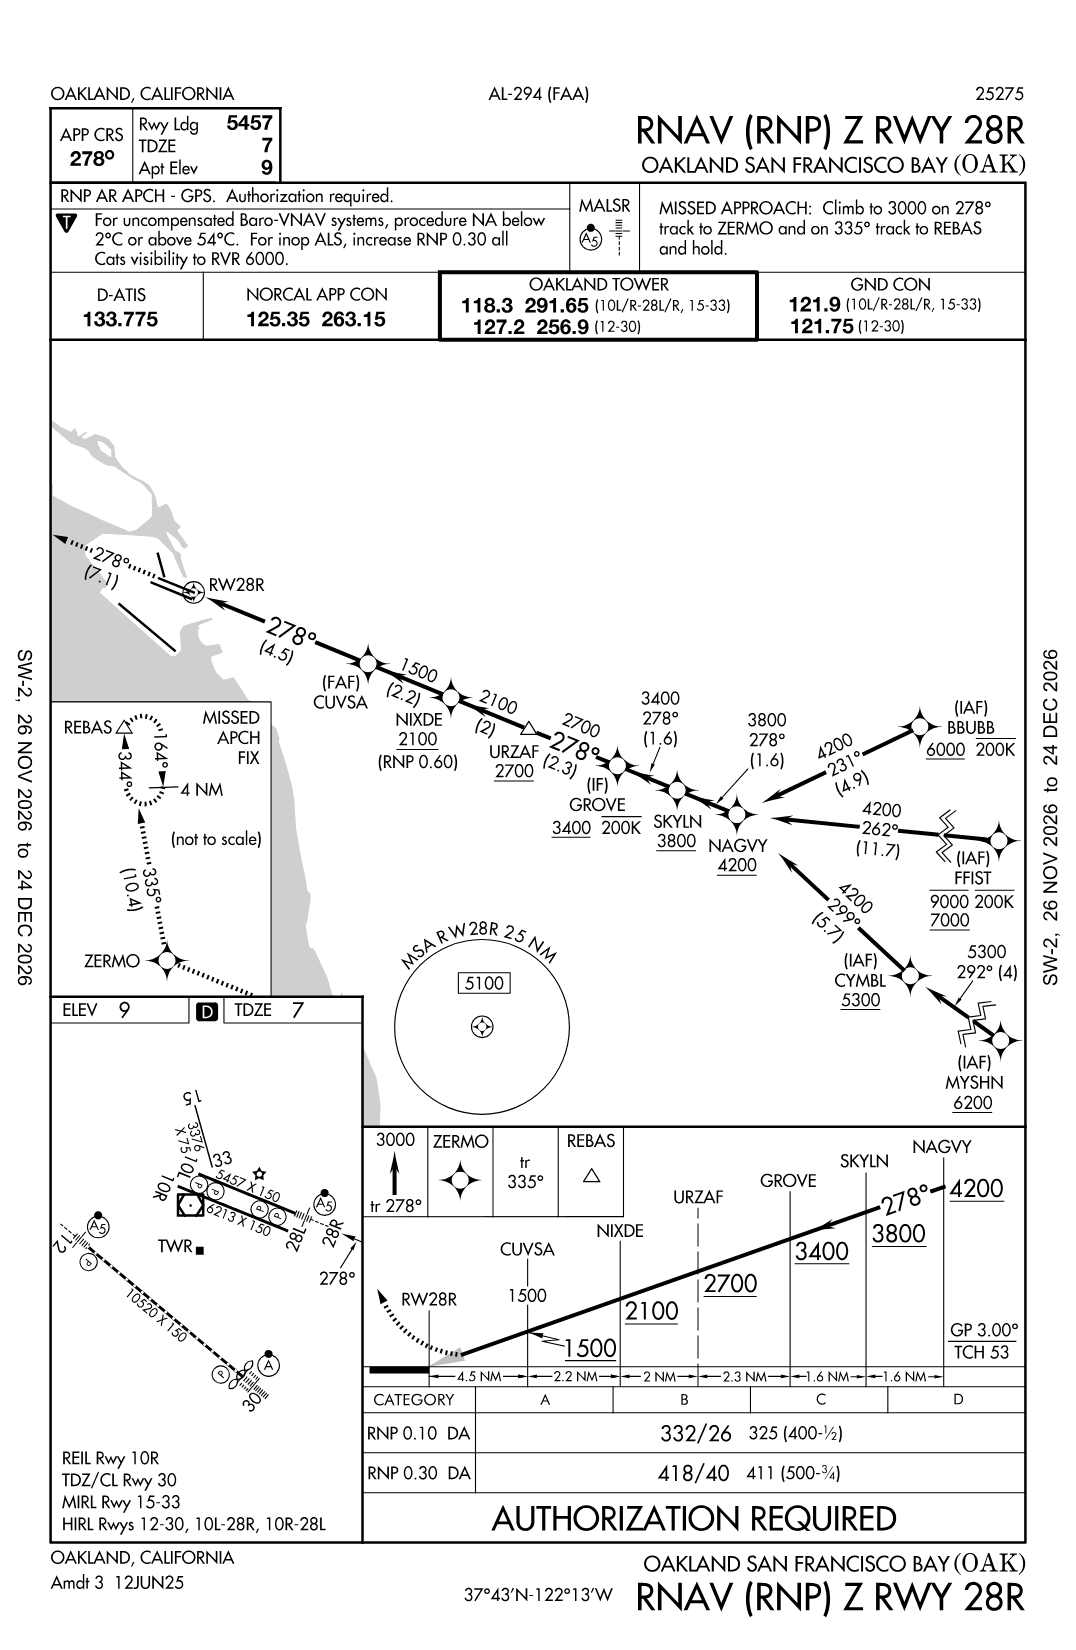 OAKLAND, CALIFORNIA
AL-294 (FAA)
25275
APP CRS
278°
Rwy Ldg 5457
TDZE 7
Apt Elev 9
RNAV (RNP) Z RWY 28R
OAKLAND SAN FRANCISCO BAY (OAK)
RNP AR APCH - GPS. Authorization required.
T
For uncompensated Baro-VNAV systems, procedure NA below
2°C or above 54°C. For inop ALS, increase RNP 0.30 all
Cats visibility to RVR 6000.
MALSR
A5
MISSED APPROACH: Climb to 3000 on 278°
track to ZERMO and on 335° track to REBAS
and hold.
D-ATIS
133.775
NORCAL APP CON
125.35 263.15
OAKLAND TOWER
118.3 291.65 (10L/R-28L/R, 15-33)
127.2 256.9 (12-30)
GND CON
121.9 (10L/R-28L/R, 15-33)
121.75 (12-30)
278°
(7.1)
RW28R
278°
(4.5)
(FAF)
CUVSA
1500
(2.2)
NIXDE
2100
(RNP 0.60)
2100
(2)
URZAF
2700
2700
278°
(2.3)
(IF)
GROVE
3400 200K
3400
278°
(1.6)
SKYLN
3800
3800
278°
(1.6)
NAGVY
4200
(IAF)
BBUBB
6000 200K
4200
231°
(4.9)
4200
262°
(11.7)
(IAF)
FFIST
9000 200K
7000
4200
299°
(5.7)
(IAF)
CYMBL
5300
5300
292° (4)
(IAF)
MYSHN
6200
REBAS
MISSED
APCH
FIX
164°
344°
4 NM
(not to scale)
335°
(10.4)
ZERMO
MSA RW28R 25 NM
5100
SW-2, 26 NOV 2026 to 24 DEC 2026
SW-2, 26 NOV 2026 to 24 DEC 2026
ELEV 9
D
TDZE 7
15
3376
X 75
33
10L
10R
5457 X 150
6213 X 150
P
P
P
P
A5
28L
28R
278°
TWR
A5
12
P
10520 X 150
P
A
30
REIL Rwy 10R
TDZ/CL Rwy 30
MIRL Rwy 15-33
HIRL Rwys 12-30, 10L-28R, 10R-28L
3000
tr 278°
ZERMO
tr
335°
REBAS
NAGVY
SKYLN
GROVE
URZAF
NIXDE
CUVSA
RW28R
278°
4200
3800
3400
2700
2100
1500
1500
GP 3.00°
TCH 53
4.5 NM
2.2 NM
2 NM
2.3 NM
1.6 NM
1.6 NM
CATEGORY A B C D
RNP 0.10 DA 332/26 325 (400-½)
RNP 0.30 DA 418/40 411 (500-¾)
AUTHORIZATION REQUIRED
OAKLAND, CALIFORNIA
Amdt 3 12JUN25
37°43'N-122°13'W
OAKLAND SAN FRANCISCO BAY (OAK)
RNAV (RNP) Z RWY 28R